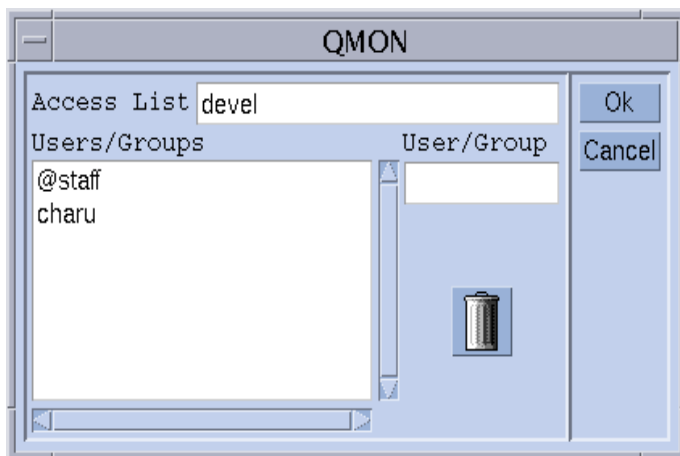 QMON
Access List devel
Ok
Users/Groups
User/Group
Cancel
@staff
charu